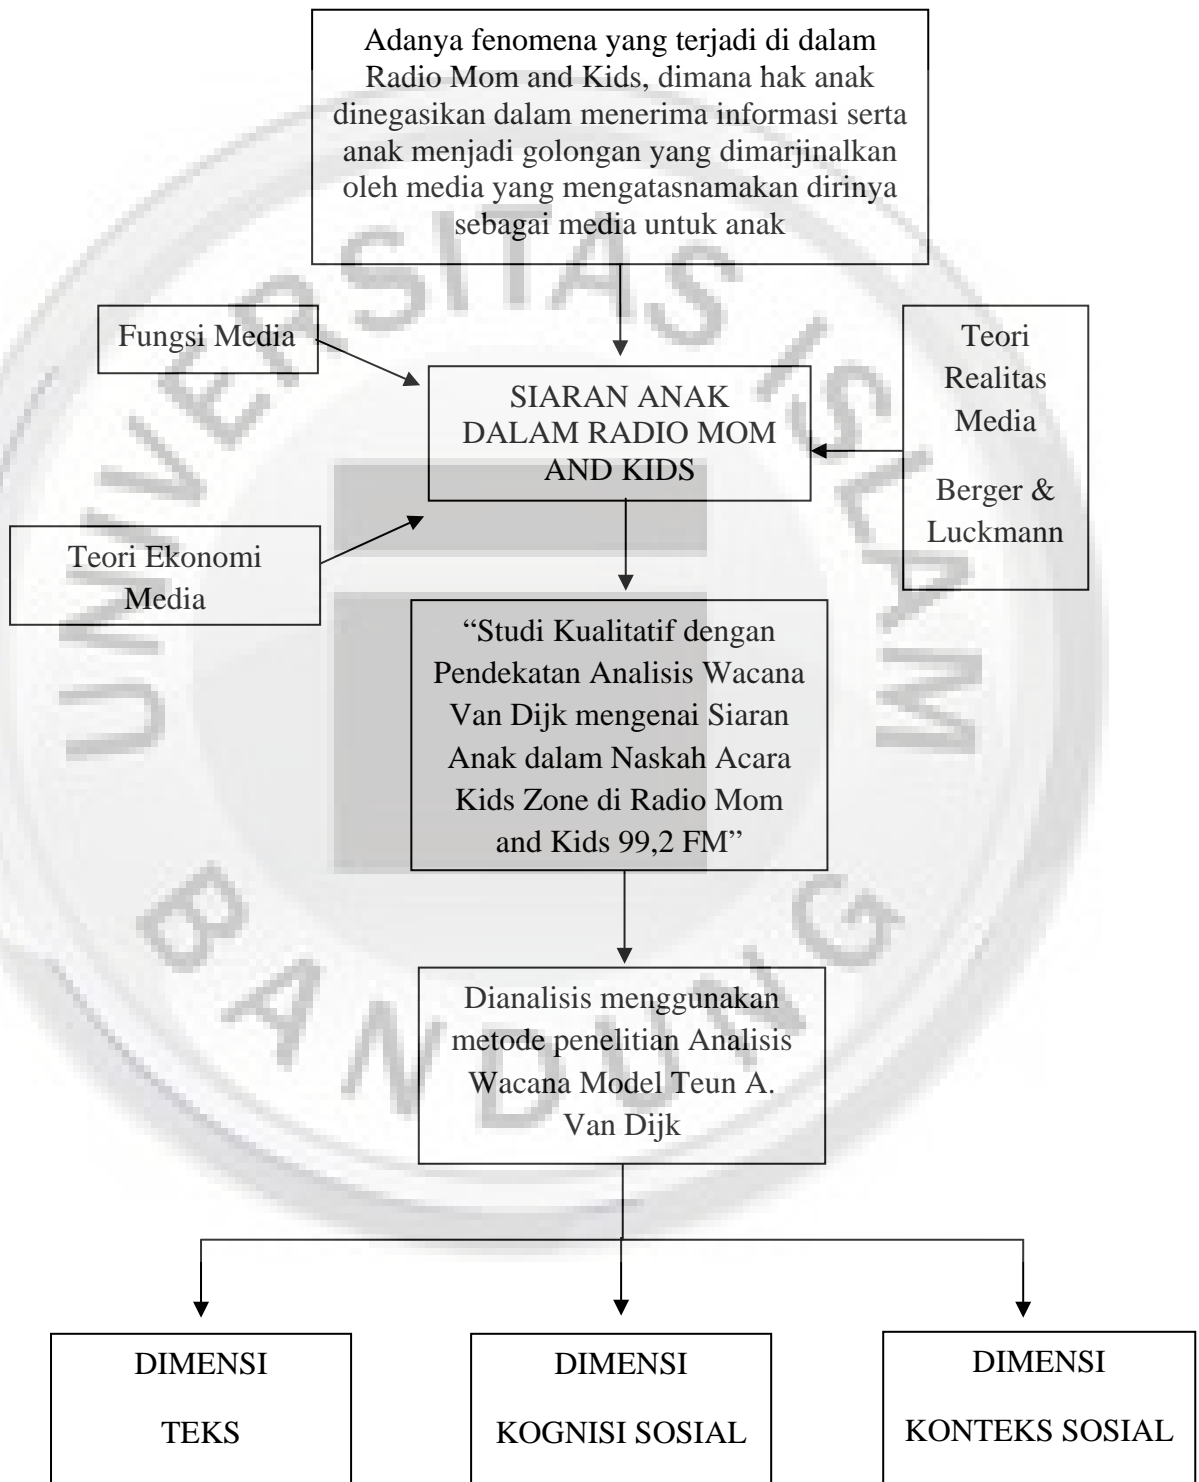 Adanya fenomena yang terjadi di dalam
Radio Mom and Kids, dimana hak anak
dinegasikan dalam menerima informasi serta
anak menjadi golongan yang dimarjinalkan
oleh media yang mengatasnamakan dirinya
sebagai media untuk anak
Fungsi Media
Teori
Realitas
Media
Berger &
Luckmann
SIARAN ANAK
DALAM RADIO MOM
AND KIDS
Teori Ekonomi
Media
“Studi Kualitatif dengan
Pendekatan Analisis Wacana
Van Dijk mengenai Siaran
Anak dalam Naskah Acara
Kids Zone di Radio Mom
and Kids 99,2 FM”
Dianalisis menggunakan
metode penelitian Analisis
Wacana Model Teun A.
Van Dijk
DIMENSI
TEKS
DIMENSI
KOGNISI SOSIAL
DIMENSI
KONTEKS SOSIAL
UNIVERSITAS ISLAM
BANDUNG